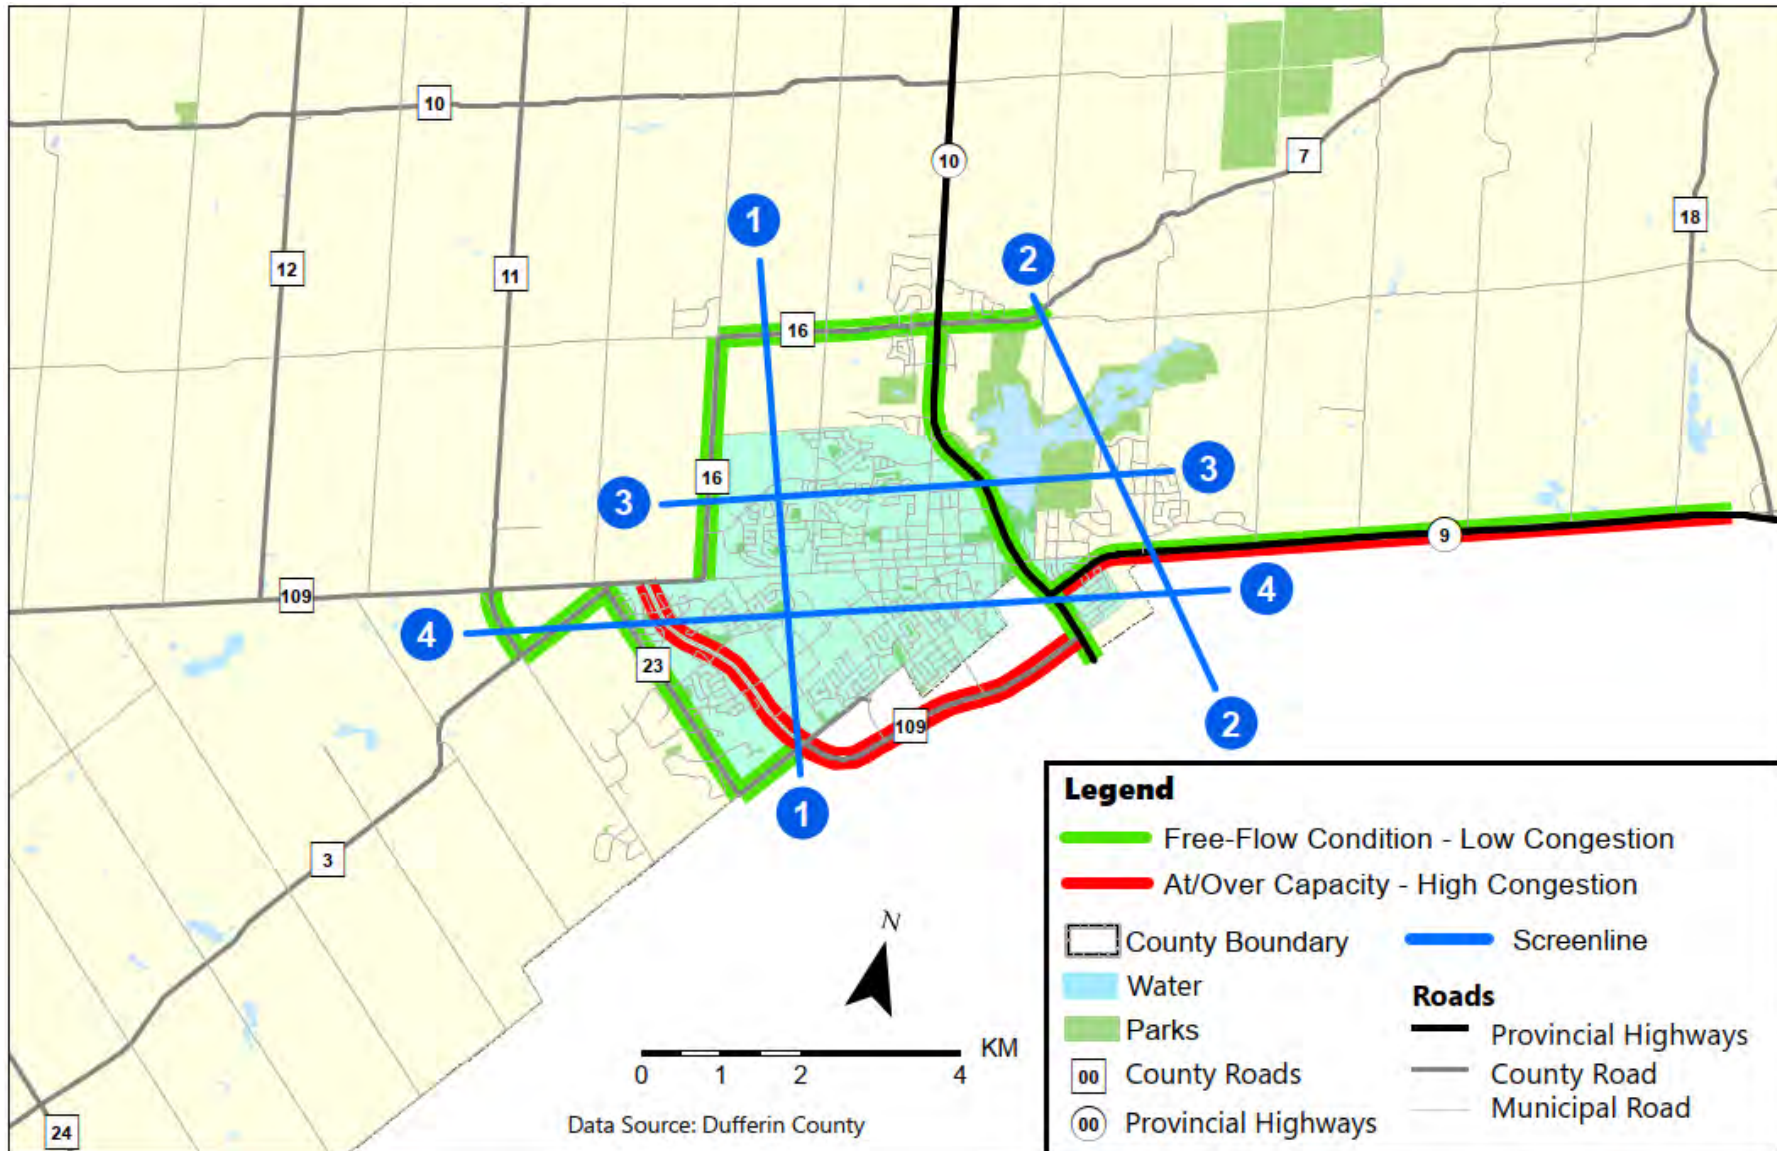 10
10
7
18
1
2
12
11
16
16
3
3
9
109
4
4
23
2
109
1
3
24
N
KM
0 1 2 4
Data Source: Dufferin County
Legend
Free-Flow Condition - Low Congestion
At/Over Capacity - High Congestion
County Boundary
Screenline
Water
Parks
00 County Roads
00 Provincial Highways
Roads
Provincial Highways
County Road
Municipal Road